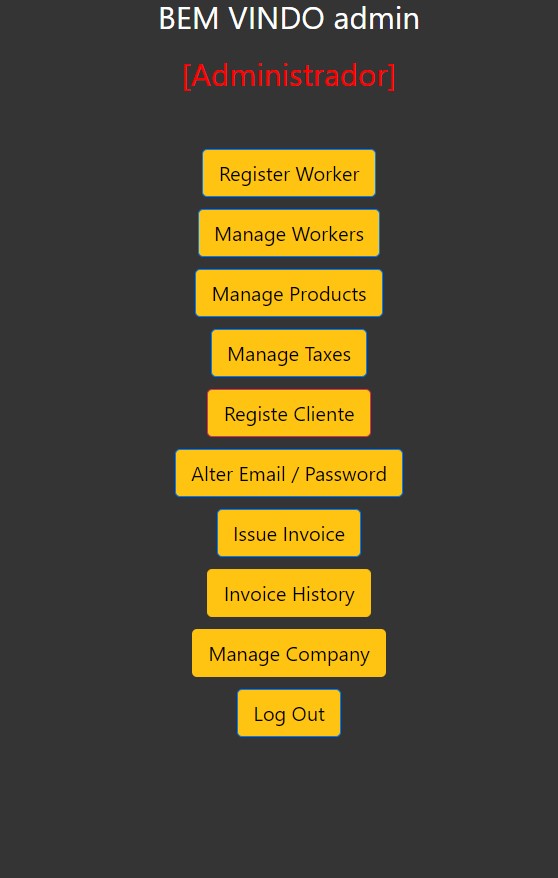 BEM VINDO admin
[Administrador]
Register Worker
Manage Workers
Manage Products
Manage Taxes
Registe Cliente
Alter Email / Password
Issue Invoice
Invoice History
Manage Company
Log Out